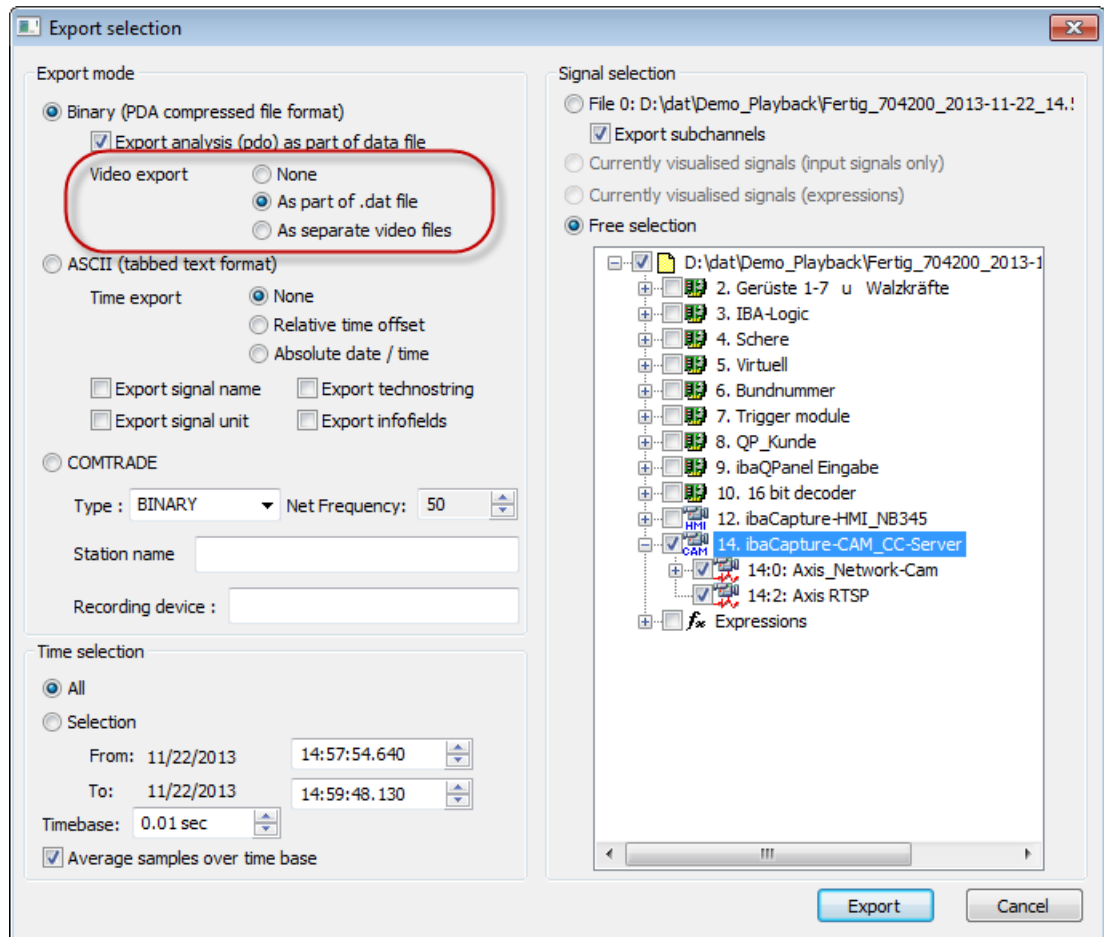 Export selection
Export mode
Binary (PDA compressed file format)
Export analysis (pdo) as part of data file
Video export
None
As part of .dat file
As separate video files
ASCII (tabbed text format)
Time export
None
Relative time offset
Absolute date / time
Export signal name
Export technostring
Export signal unit
Export infofields
COMTRADE
Type : BINARY
Net Frequency: 50
Station name
Recording device :
Time selection
All
Selection
From: 11/22/2013 14:57:54.640
To: 11/22/2013 14:59:48.130
Timebase: 0.01 sec
Average samples over time base
Signal selection
File 0: D:\dat\Demo_Playback\Fertig_704200_2013-11-22_14.
Export subchannels
Currently visualised signals (input signals only)
Currently visualised signals (expressions)
Free selection
D:\dat\Demo_Playback\Fertig_704200_2013-1
2. Gerüste 1-7 u Walzkräfte
3. IBA-Logic
4. Schere
5. Virtuell
6. Bundnummer
7. Trigger module
8. QP_Kunde
9. ibaQPanel Eingabe
10. 16 bit decoder
HMI 12. ibaCapture-HMI_NB345
CAM 14. ibaCapture-CAM_CC-Server
14:0: Axis_Network-Cam
14:2: Axis RTSP
fx Expressions
Export
Cancel